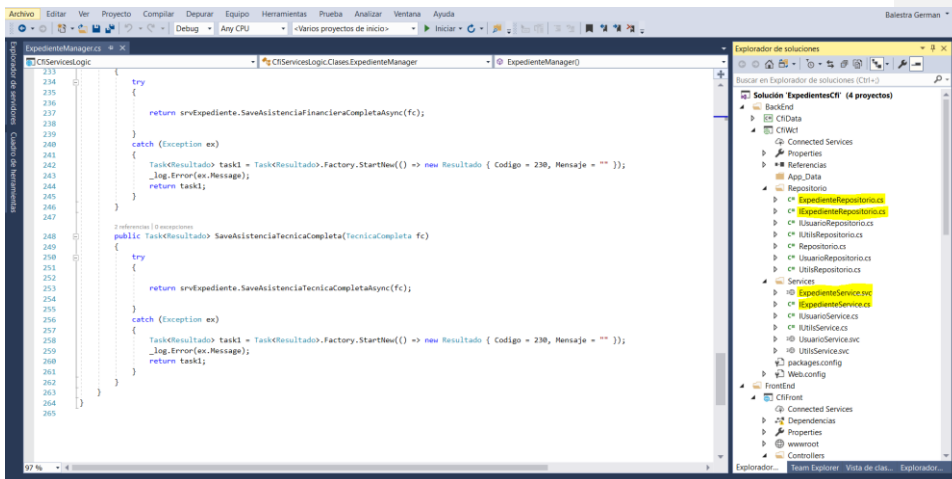 Archivo Editar Ver Proyecto Compilar Depurar Equipo Herramientas Prueba Analizar Ventana Ayuda
Balestra German
Debug Any CPU <Varios proyectos de inicio> Iniciar
Explorador de servidores
Cuadro de herramientas
ExpedienteManager.cs
CfiServicesLogic CfiServicesLogic.Clases.ExpedienteManager ExpedienteManager()
233 {
234 try
235 {
236
237 return srvExpediente.SaveAsistenciaFinancieraCompletaAsync(fc);
238
239 }
240 catch (Exception ex)
241 {
242 Task<Resultado> task1 = Task<Resultado>.Factory.StartNew(() => new Resultado { Codigo = 230, Mensaje = "" });
243 _log.Error(ex.Message);
244 return task1;
245 }
246 }
247
2 referencias | 0 excepciones
248 public Task<Resultado> SaveAsistenciaTecnicaCompleta(TecnicaCompleta fc)
249 {
250 try
251 {
252
253 return srvExpediente.SaveAsistenciaTecnicaCompletaAsync(fc);
254
255 }
256 catch (Exception ex)
257 {
258 Task<Resultado> task1 = Task<Resultado>.Factory.StartNew(() => new Resultado { Codigo = 230, Mensaje = "" });
259 _log.Error(ex.Message);
260 return task1;
261 }
262 }
263 }
264 }
265
97 %
Explorador de soluciones
Buscar en Explorador de soluciones (Ctrl+;)
Solución 'ExpedientesCfi' (4 proyectos)
BackEnd
CfiData
CfiWcf
Connected Services
Properties
Referencias
App_Data
Repositorio
ExpedienteRepositorio.cs
IExpedienteRepositorio.cs
IUsuarioRepositorio.cs
IUtilsRepositorio.cs
Repositorio.cs
UsuarioRepositorio.cs
UtilsRepositorio.cs
Services
ExpedienteService.svc
IExpedienteService.cs
IUsuarioService.cs
IUtilsService.cs
UsuarioService.svc
UtilsService.svc
packages.config
Web.config
FrontEnd
CfiFront
Connected Services
Dependencias
Properties
wwwroot
Controllers
Explorador... Team Explorer Vista de clas... Explorador...